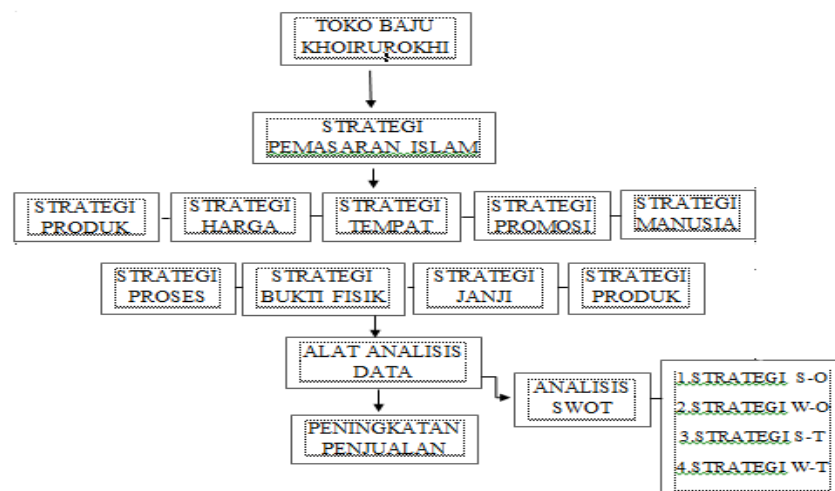 TOKO BAJU
KHOIRUROKHI
STRATEGI
PEMASARAN ISLAM
STRATEGI
PRODUK
STRATEGI
HARGA
STRATEGI
TEMPAT
STRATEGI
PROMOSI
STRATEGI
MANUSIA
STRATEGI
PROSES
STRATEGI
BUKTI FISIK
STRATEGI
JANJI
STRATEGI
PRODUK
ALAT ANALISIS
DATA
ANALISIS
SWOT
1.STRATEGI S-O
2.STRATEGI W-O
3.STRATEGI S-T
4.STRATEGI W-T
PENINGKATAN
PENJUALAN